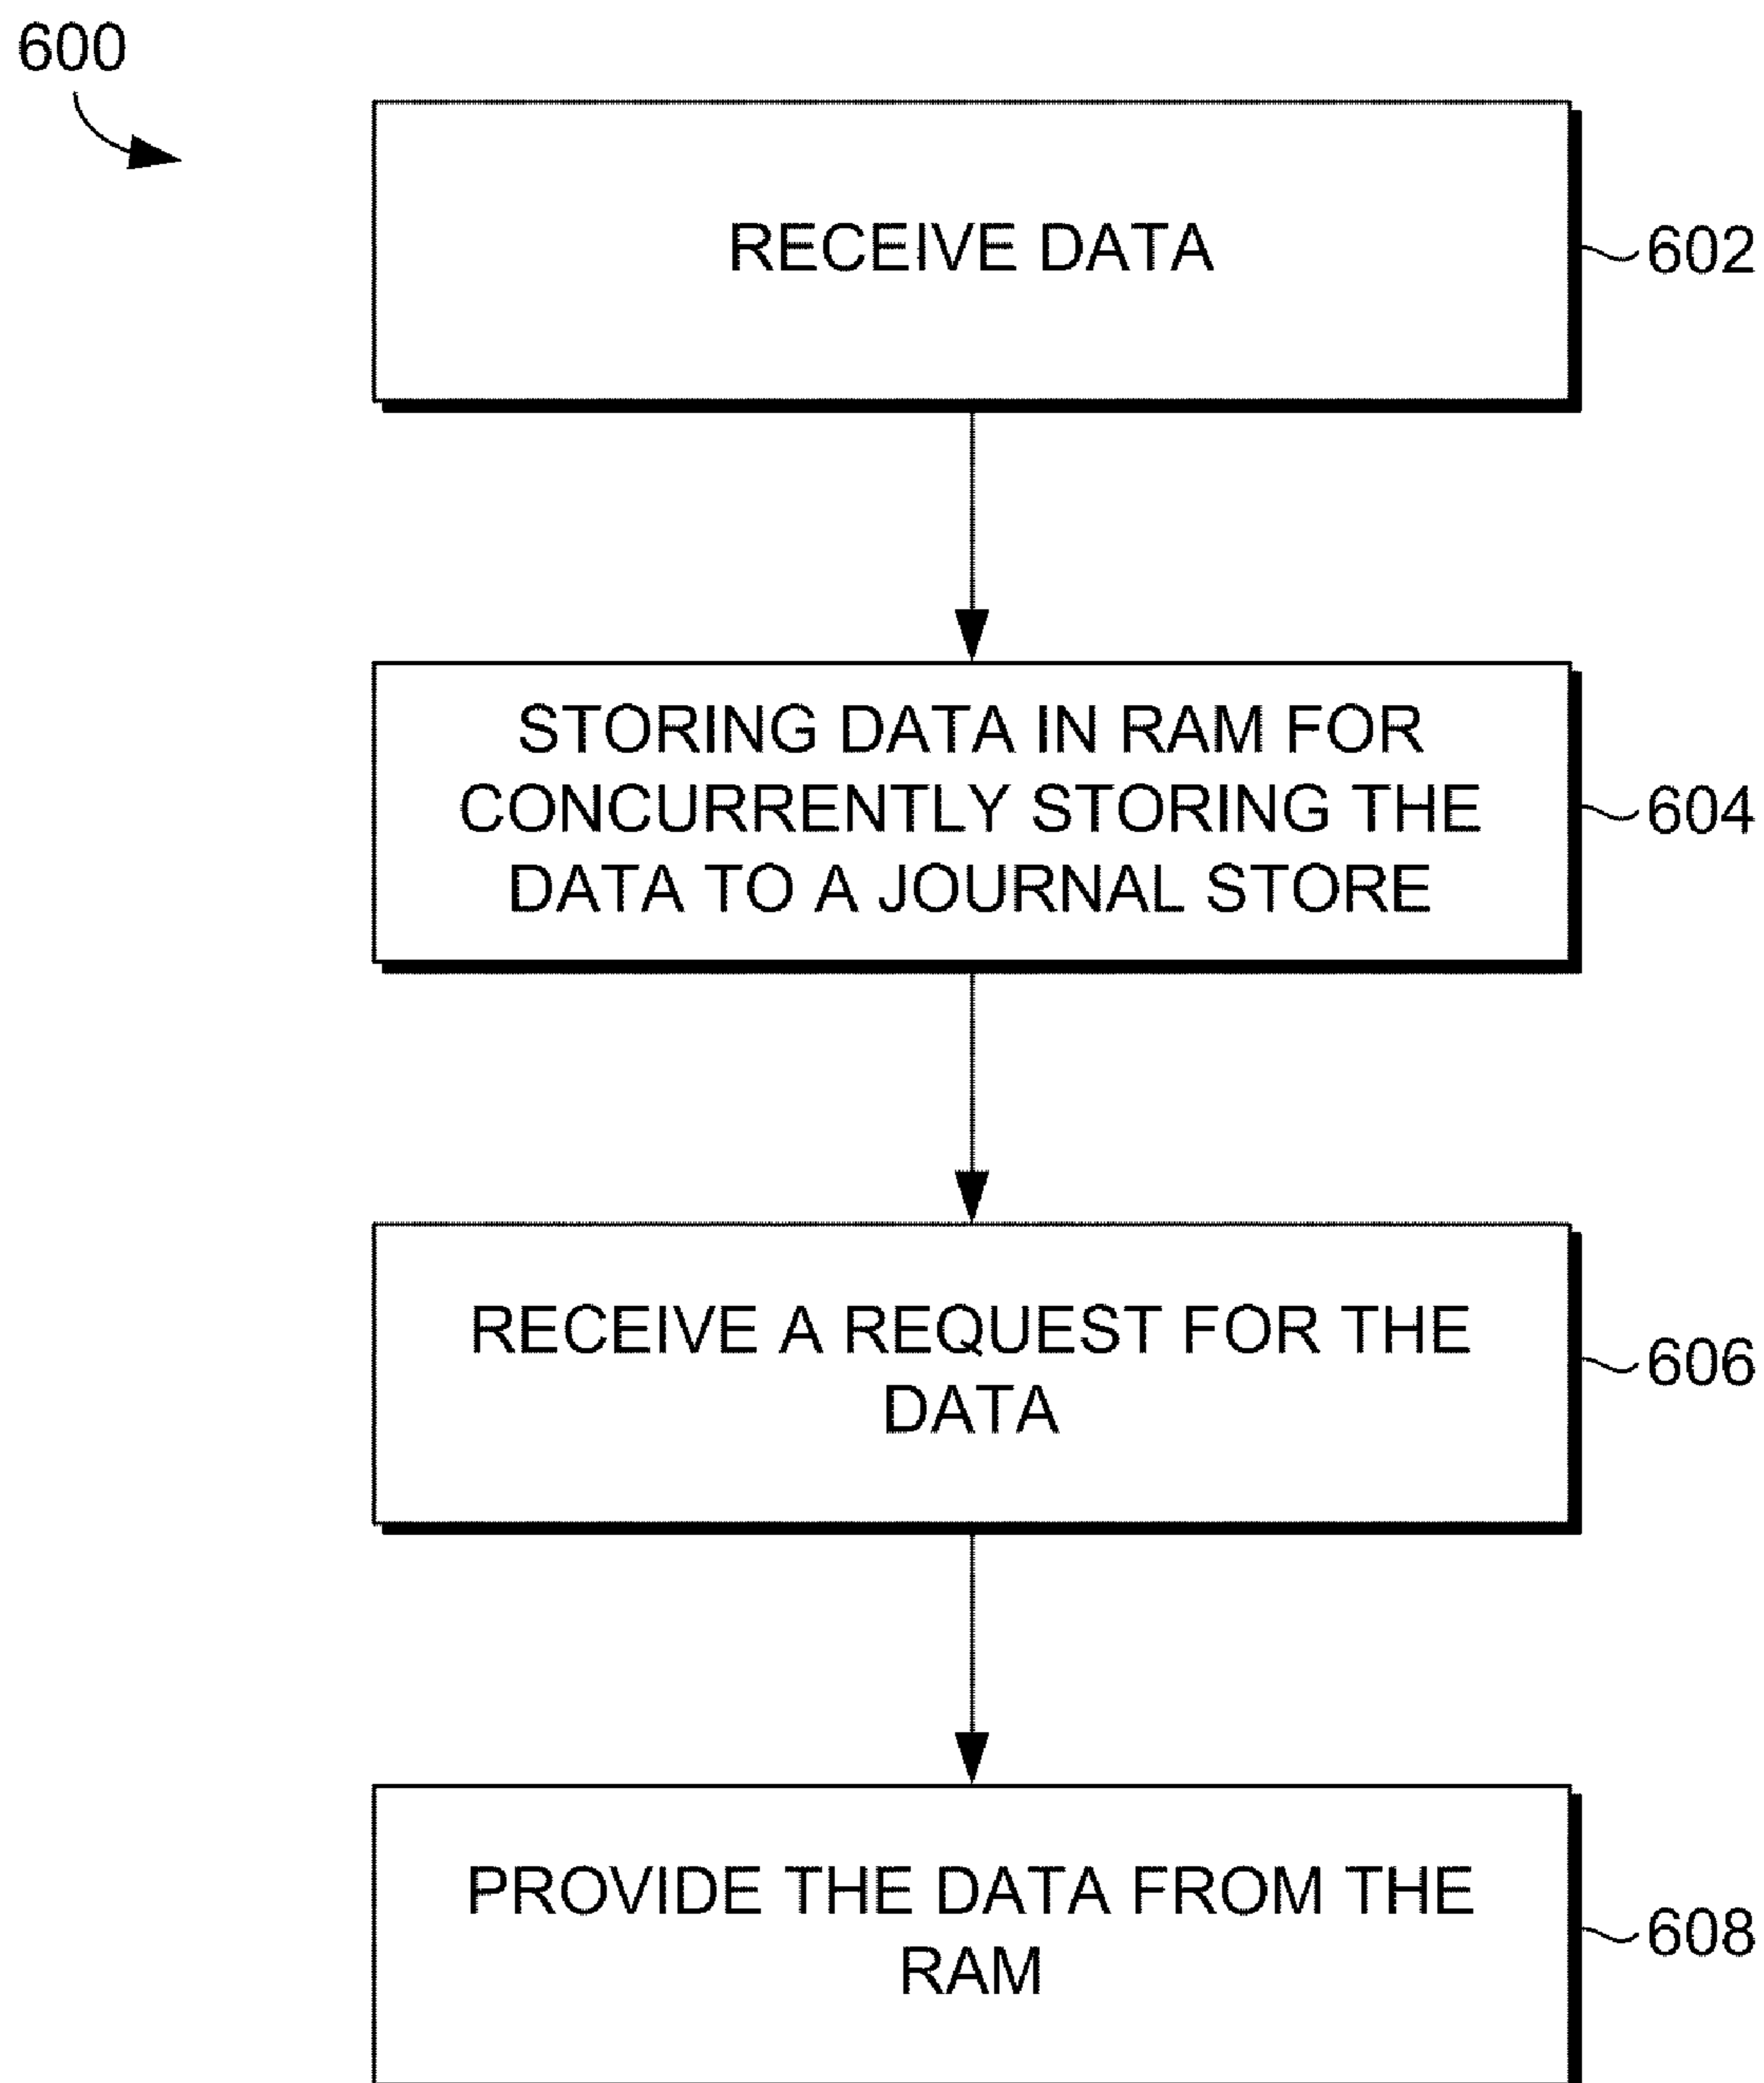 600
RECEIVE DATA
602
STORING DATA IN RAM FOR
CONCURRENTLY STORING THE
DATA TO A JOURNAL STORE
604
RECEIVE A REQUEST FOR THE
DATA
606
PROVIDE THE DATA FROM THE
RAM
608